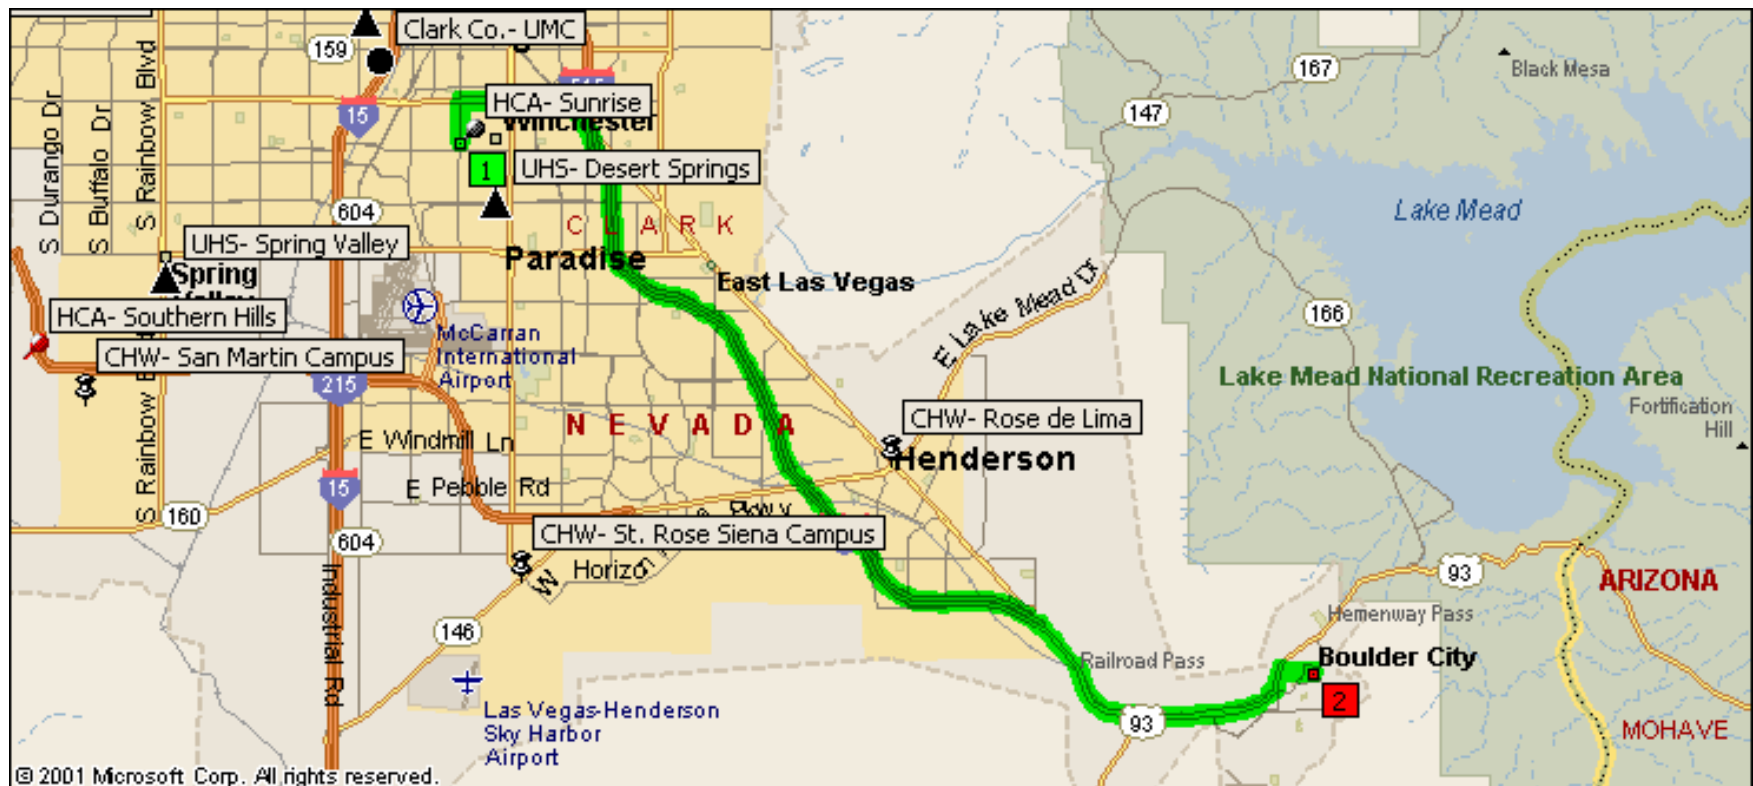 Clark Co.- UMC
159
515
167
Black Mesa
HCA- Sunrise
Winchester
15
147
S Durango Dr
S Buffalo Dr
S Rainbow Blvd
1
UHS- Desert Springs
604
CLARK
Lake Mead
UHS- Spring Valley
Paradise
Spring
Valley
East Las Vegas
E Lake Mead Dr
HCA- Southern Hills
166
McCarran
International
Airport
CHW- San Martin Campus
215
Lake Mead National Recreation Area
Fortification
Hill
NEVADA
CHW- Rose de Lima
E Windmill Ln
Henderson
S Rainbow B
15
E Pebble Rd
Pkwy
160
CHW- St. Rose Siena Campus
604
W Horizon
93
ARIZONA
Industrial Rd
Hemenway Pass
146
Railroad Pass
Boulder City
2
Las Vegas-Henderson
Sky Harbor
Airport
93
MOHAVE
© 2001 Microsoft Corp. All rights reserved.